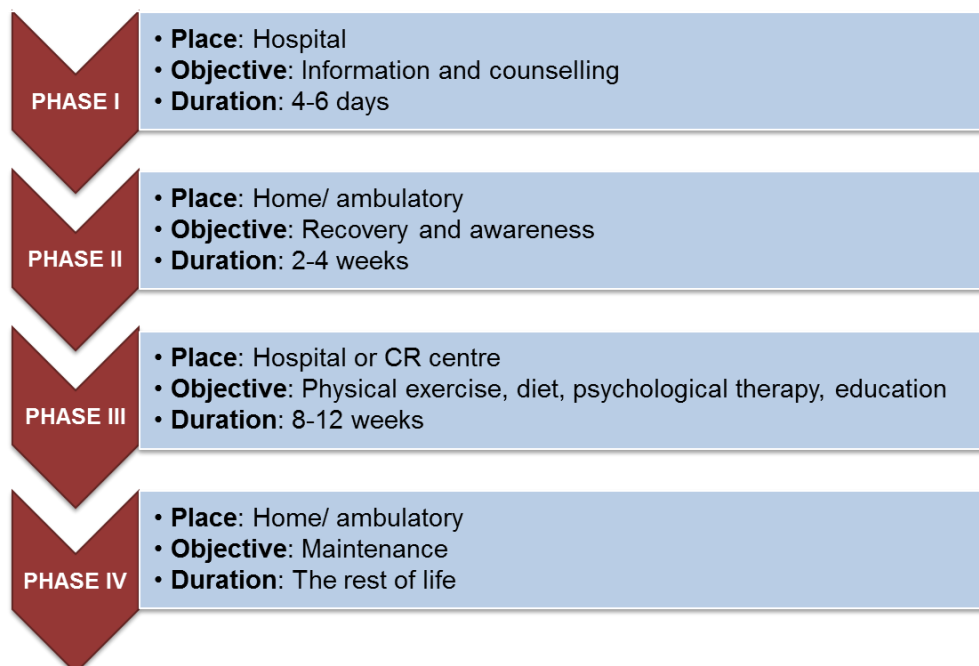 PHASE I
• Place: Hospital
• Objective: Information and counselling
• Duration: 4-6 days
PHASE II
• Place: Home/ ambulatory
• Objective: Recovery and awareness
• Duration: 2-4 weeks
PHASE III
• Place: Hospital or CR centre
• Objective: Physical exercise, diet, psychological therapy, education
• Duration: 8-12 weeks
PHASE IV
• Place: Home/ ambulatory
• Objective: Maintenance
• Duration: The rest of life